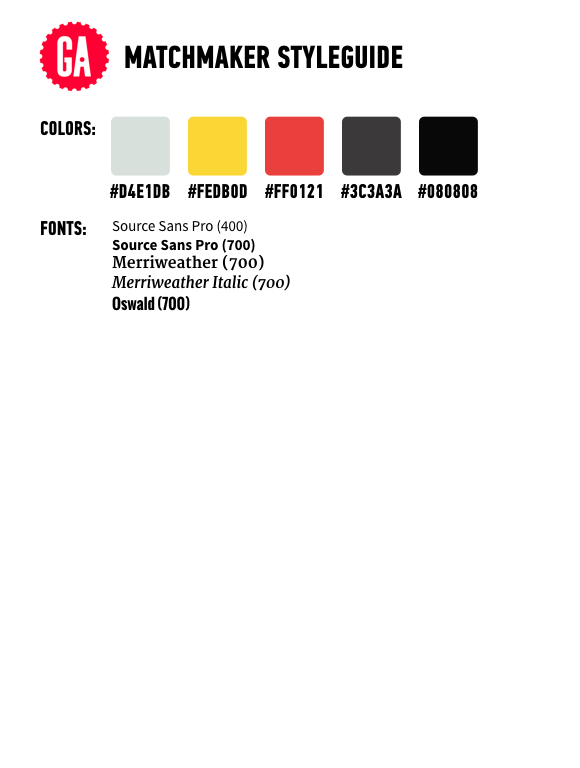 GA
MATCHMAKER STYLEGUIDE
COLORS:
#D4E1DB #FEDB0D #FF0121 #3C3A3A #080808
FONTS:
Source Sans Pro (400)
Source Sans Pro (700)
Merriweather (700)
Merriweather Italic (700)
Oswald (700)